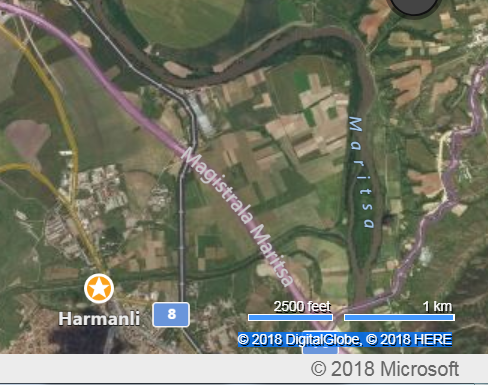 Maritsa
Magistrala Maritsa
Harmanli
8
2500 feet
1 km
© 2018 DigitalGlobe, © 2018 HERE
© 2018 Microsoft